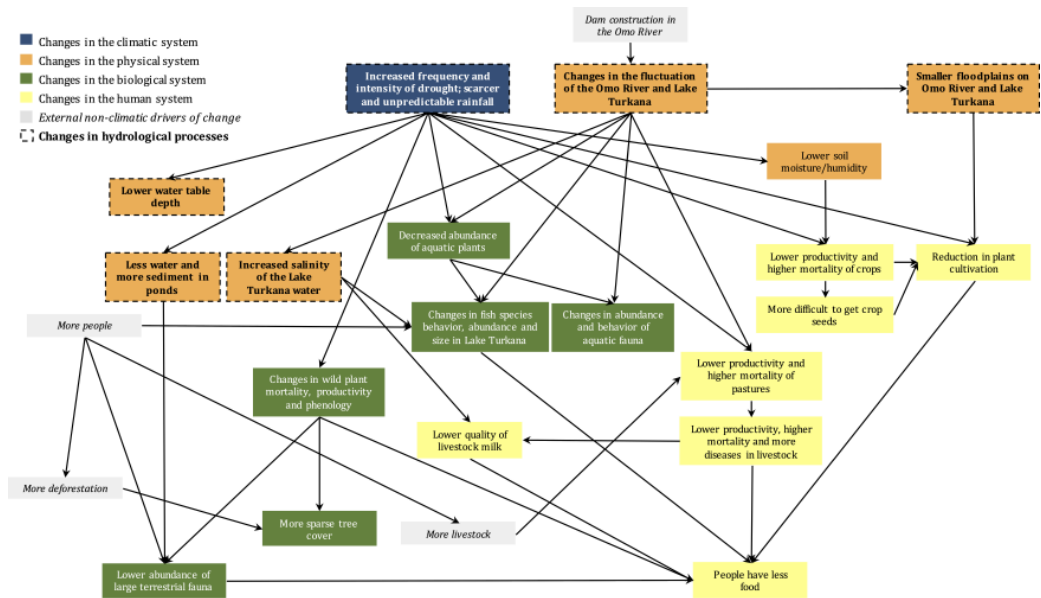 Dam construction in
the Omo River
Changes in the climatic system
Changes in the physical system
Changes in the biological system
Changes in the human system
External non-climatic drivers of change
Changes in hydrological processes
Increased frequency and
intensity of drought; scarcer
and unpredictable rainfall
Changes in the fluctuation
of the Omo River and Lake
Turkana
Smaller floodplains on
Omo River and Lake
Turkana
Lower soil
moisture/humidity
Lower water table
depth
Decreased abundance
of aquatic plants
Less water and
more sediment in
ponds
Increased salinity
of the Lake
Turkana water
Lower productivity and
higher mortality of crops
Reduction in plant
cultivation
More difficult to get crop
seeds
More people
Changes in fish species
behavior, abundance and
size in Lake Turkana
Changes in abundance
and behavior of
aquatic fauna
Changes in wild plant
mortality, productivity
and phenology
Lower productivity and
higher mortality of
pastures
Lower quality of
livestock milk
Lower productivity, higher
mortality and more
diseases in livestock
More deforestation
More sparse tree
cover
More livestock
Lower abundance of
large terrestrial fauna
People have less
food